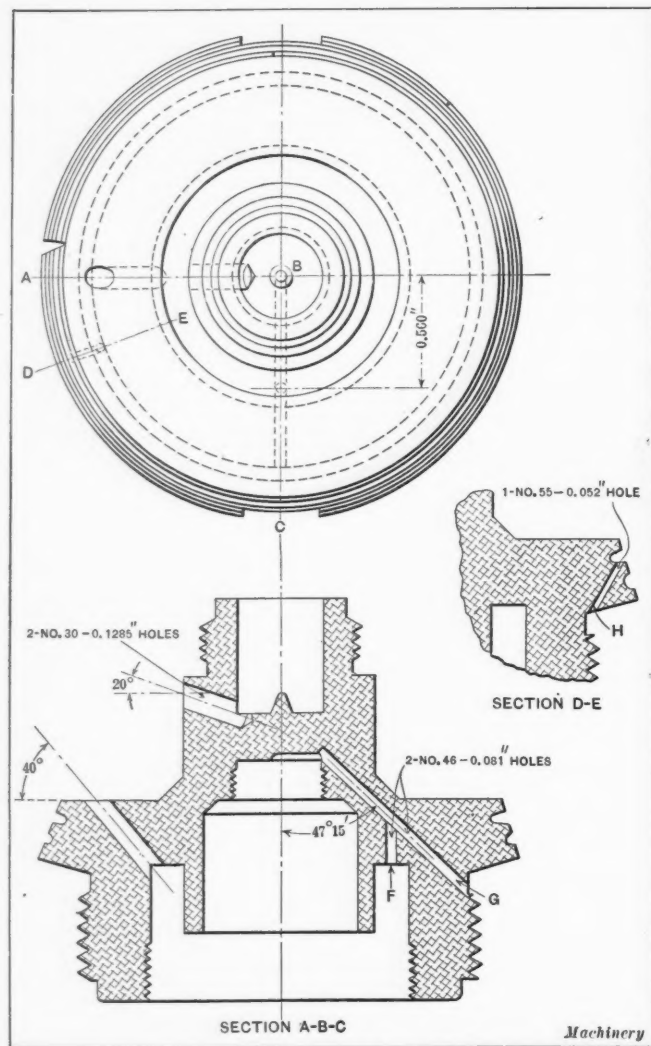 A
B
E
D
0.500"
C
1-NO.55-0.052" HOLE
H
SECTION D-E
2-NO.30-0.1285" HOLES
20°
40°
2-NO.46-0.081" HOLES
47° 15'
F
G
SECTION A-B-C
Machinery